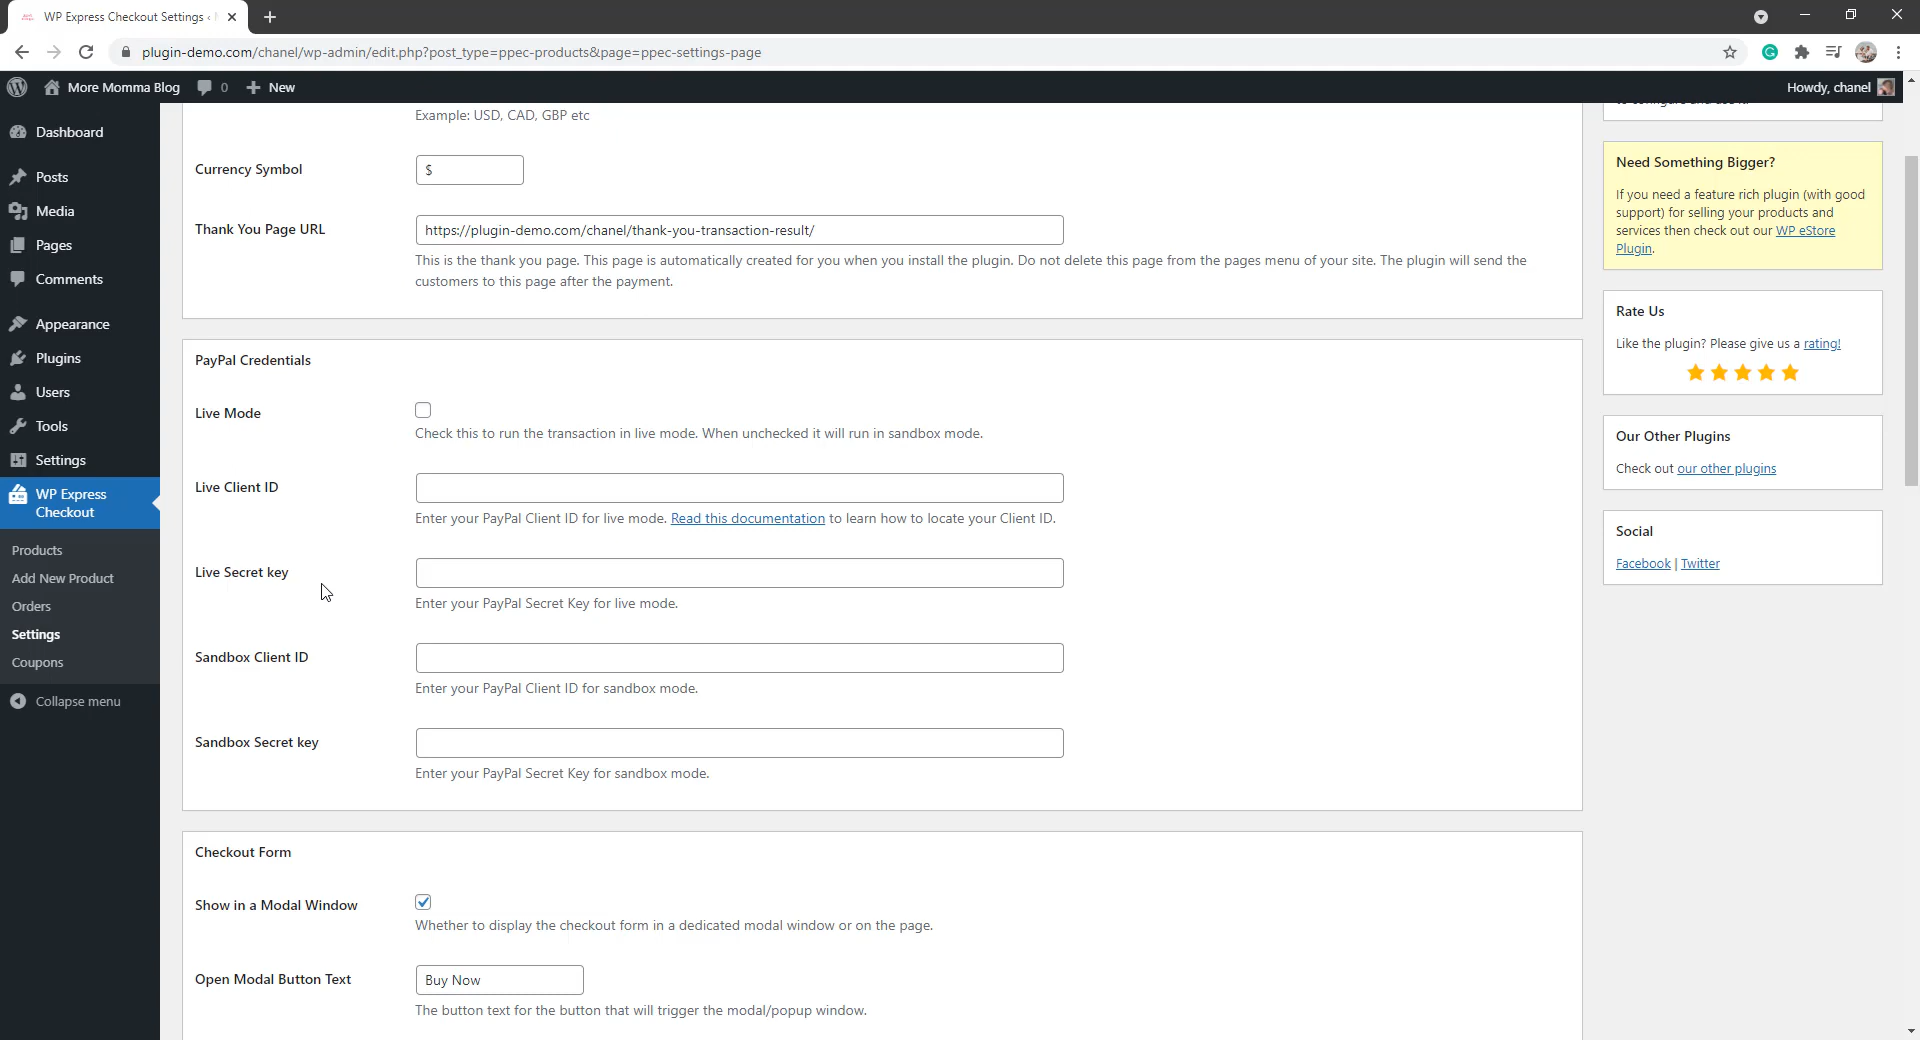 WP Express Checkout Settings ‹
plugin-demo.com/chanel/wp-admin/edit.php?post_type=ppec-products&page=ppec-settings-page
More Momma Blog
0
New
Howdy, chanel
Dashboard
Posts
Media
Pages
Comments
Appearance
Plugins
Users
Tools
Settings
WP Express
Checkout
Products
Add New Product
Orders
Settings
Coupons
Collapse menu
Example: USD, CAD, GBP etc
Currency Symbol
$
Thank You Page URL
https://plugin-demo.com/chanel/thank-you-transaction-result/
This is the thank you page. This page is automatically created for you when you install the plugin. Do not delete this page from the pages menu of your site. The plugin will send the
customers to this page after the payment.
PayPal Credentials
Live Mode
Check this to run the transaction in live mode. When unchecked it will run in sandbox mode.
Live Client ID
Enter your PayPal Client ID for live mode. Read this documentation to learn how to locate your Client ID.
Live Secret key
Enter your PayPal Secret Key for live mode.
Sandbox Client ID
Enter your PayPal Client ID for sandbox mode.
Sandbox Secret key
Enter your PayPal Secret Key for sandbox mode.
Checkout Form
Show in a Modal Window
Whether to display the checkout form in a dedicated modal window or on the page.
Open Modal Button Text
Buy Now
The button text for the button that will trigger the modal/popup window.
Need Something Bigger?
If you need a feature rich plugin (with good
support) for selling your products and
services then check out our WP eStore
Plugin.
Rate Us
Like the plugin? Please give us a rating!
Our Other Plugins
Check out our other plugins
Social
Facebook | Twitter